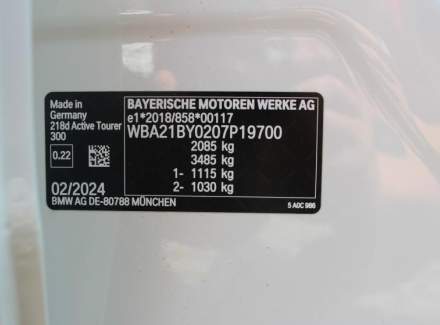 BAYERISCHE MOTOREN WERKE AG
e1*2018/858*00117
WBA21BY0207P19700
2085 kg
3485 kg
1- 1115 kg
2- 1030 kg
Made in
Germany
218d Active Tourer
300
0.22
02/2024
BMW AG DE-80788 MÜNCHEN
5 A0C 986